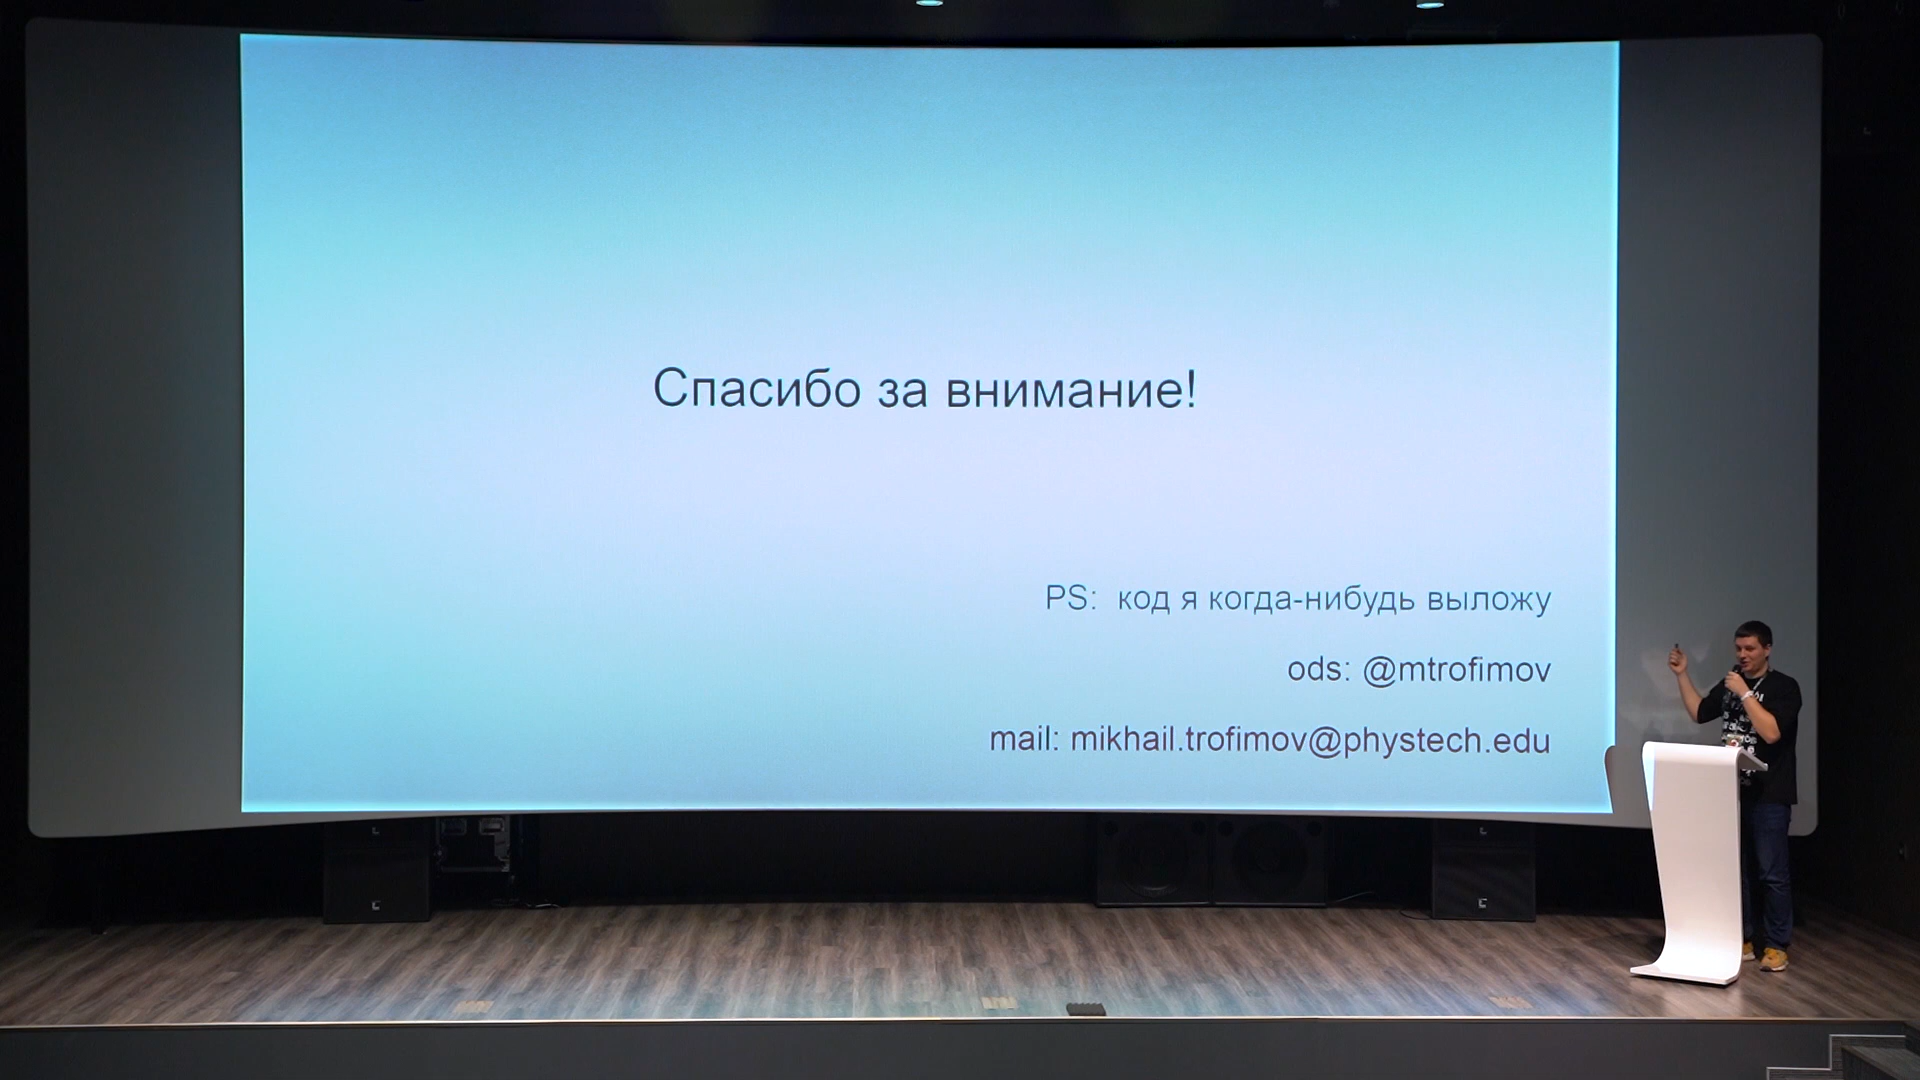 Спасибо за внимание!
PS: код я когда-нибудь выложу
ods: @mtrofimov
mail: mikhail.trofimov@phystech.edu